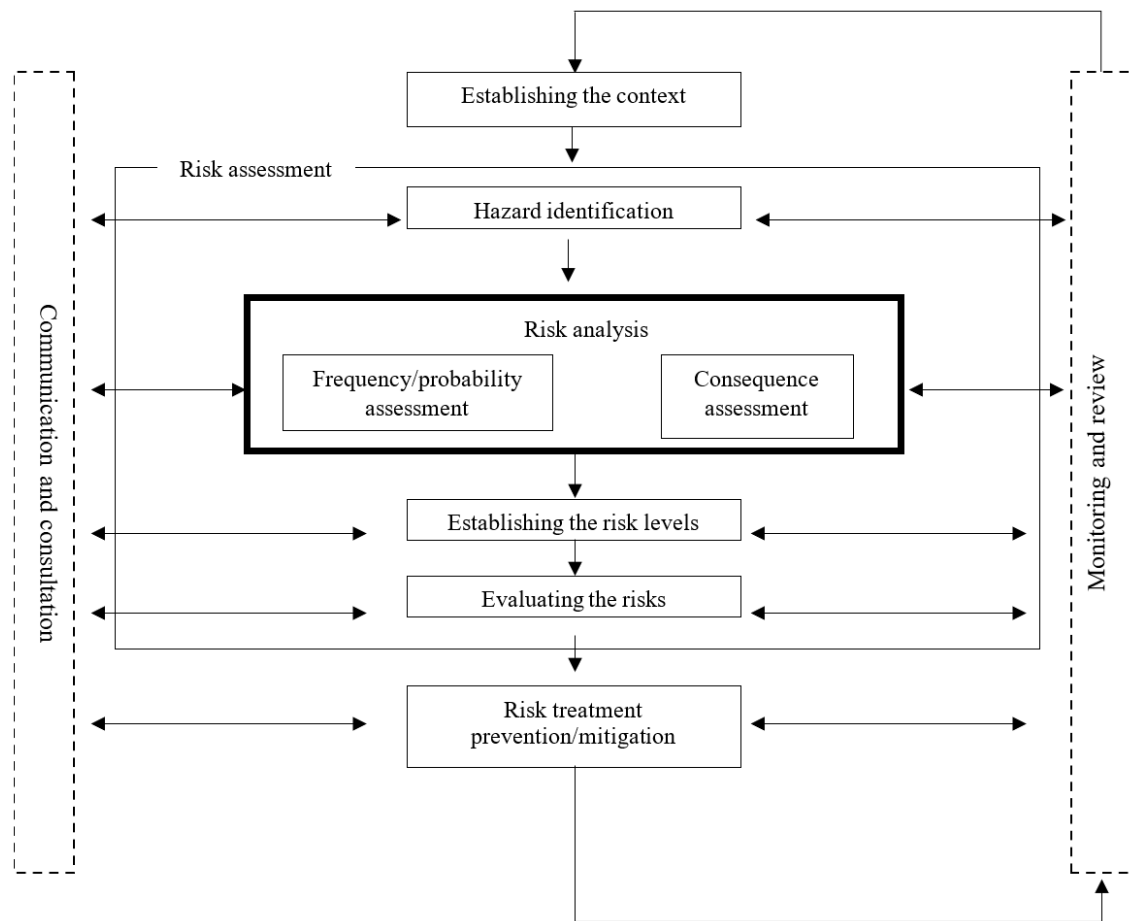 Establishing the context
Risk assessment
Hazard identification
Risk analysis
Frequency/probability
assessment
Consequence
assessment
Establishing the risk levels
Evaluating the risks
Risk treatment
prevention/mitigation
Communication and consultation
Monitoring and review